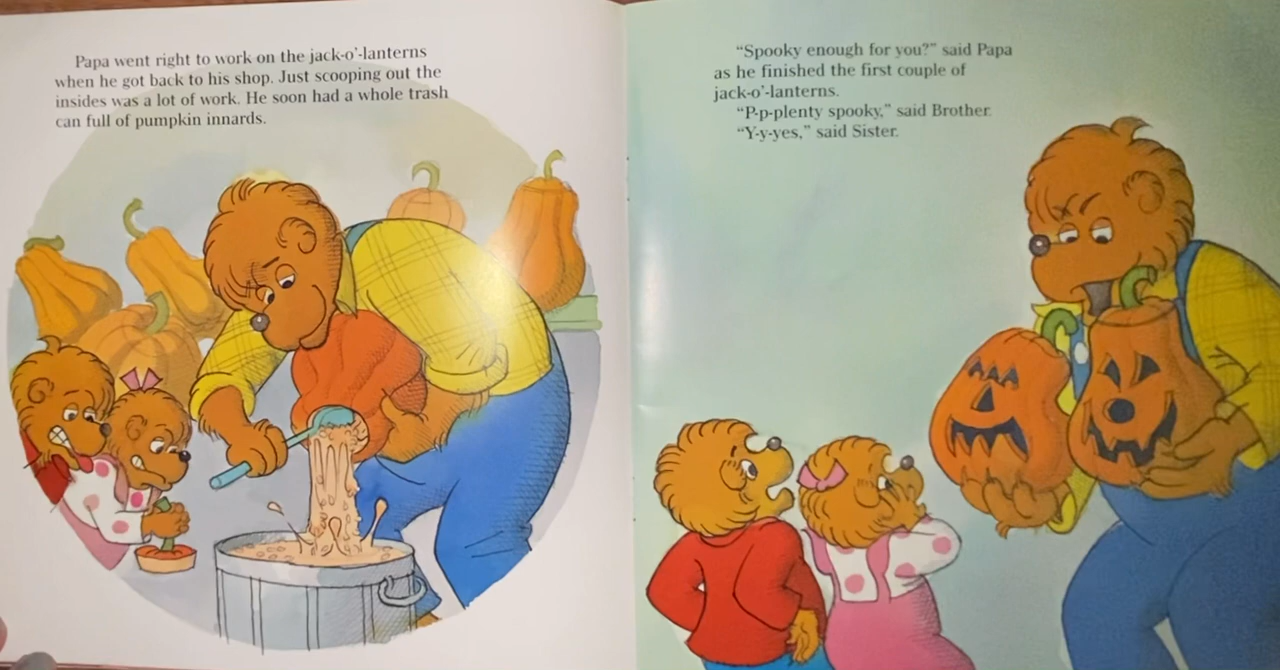 Papa went right to work on the jack-o'-lanterns
when he got back to his shop. Just scooping out the
insides was a lot of work. He soon had a whole trash
can full of pumpkin innards.
“Spooky enough for you?” said Papa
as he finished the first couple of
jack-o'-lanterns.
“P-p-plenty spooky,” said Brother.
“Y-y-yes,” said Sister.